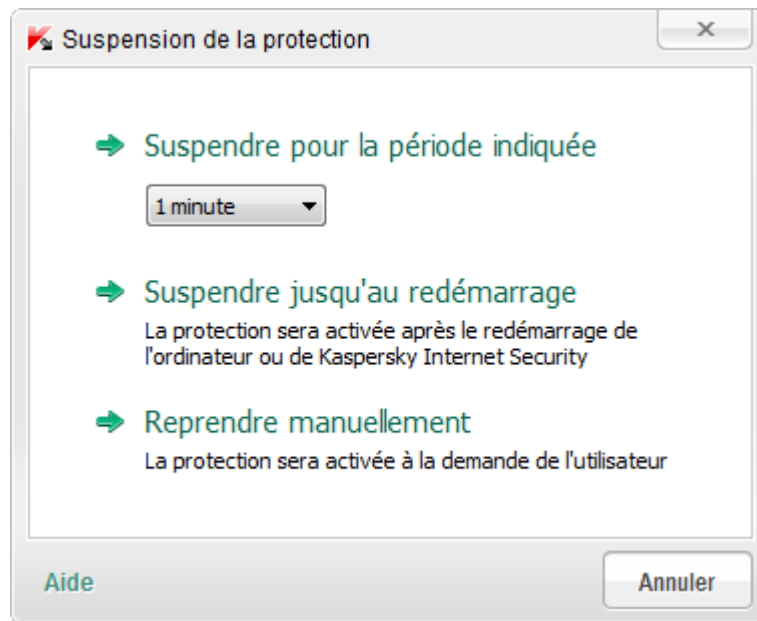 Suspension de la protection
Suspendre pour la période indiquée
1 minute
Suspendre jusqu'au redémarrage
La protection sera activée après le redémarrage de
l'ordinateur ou de Kaspersky Internet Security
Reprendre manuellement
La protection sera activée à la demande de l'utilisateur
Aide
Annuler